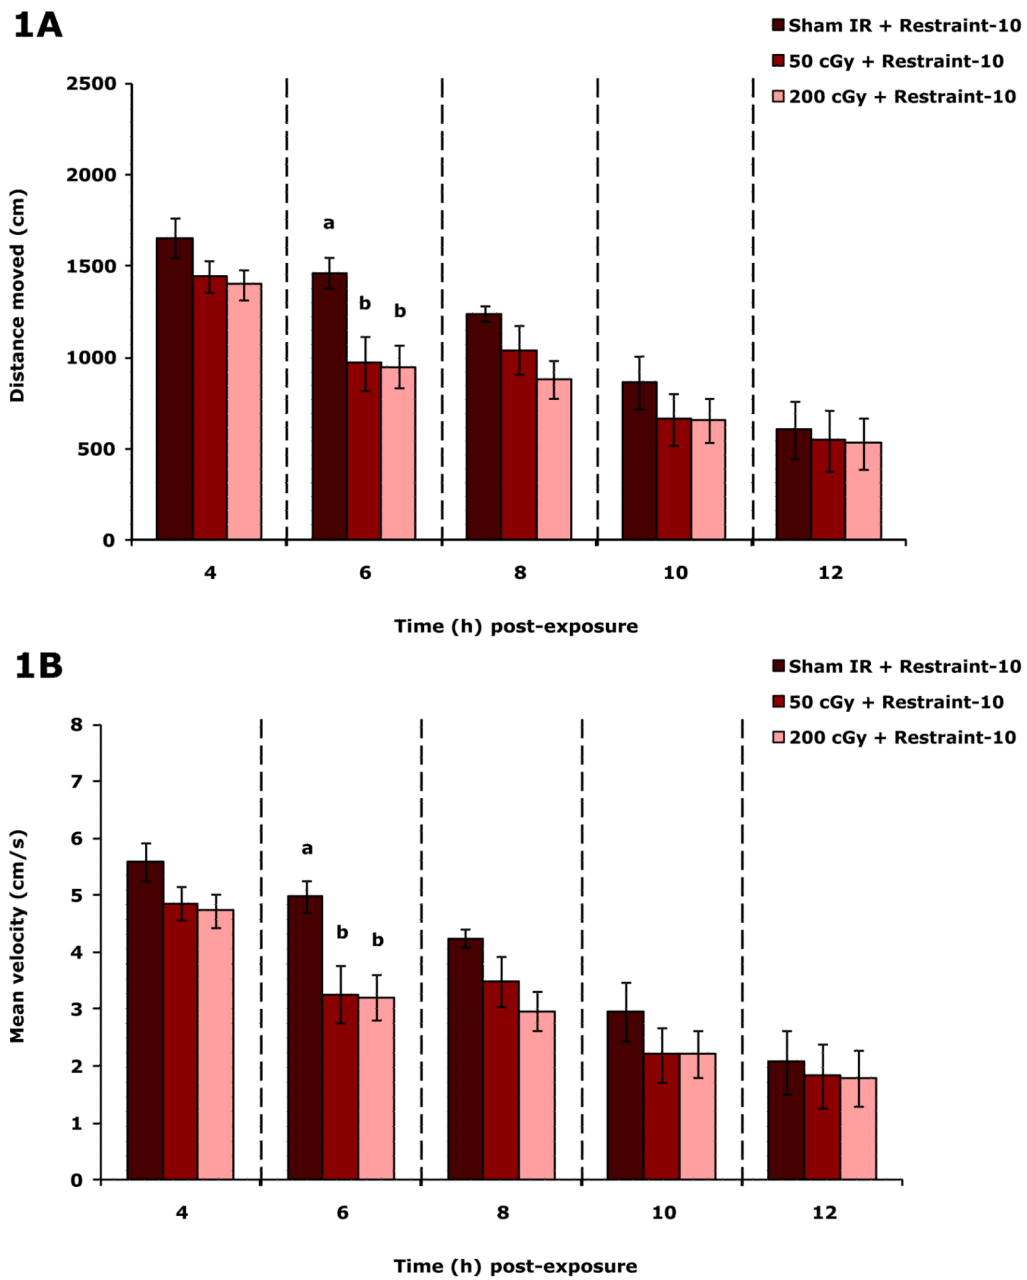 1A
Sham IR + Restraint-10
50 cGy + Restraint-10
200 cGy + Restraint-10
2500
2000
1500
1000
500
0
Distance moved (cm)
a
b b
4 6 8 10 12
Time (h) post-exposure
1B
Sham IR + Restraint-10
50 cGy + Restraint-10
200 cGy + Restraint-10
8
7
6
5
4
3
2
1
0
Mean velocity (cm/s)
a
b b
4 6 8 10 12
Time (h) post-exposure